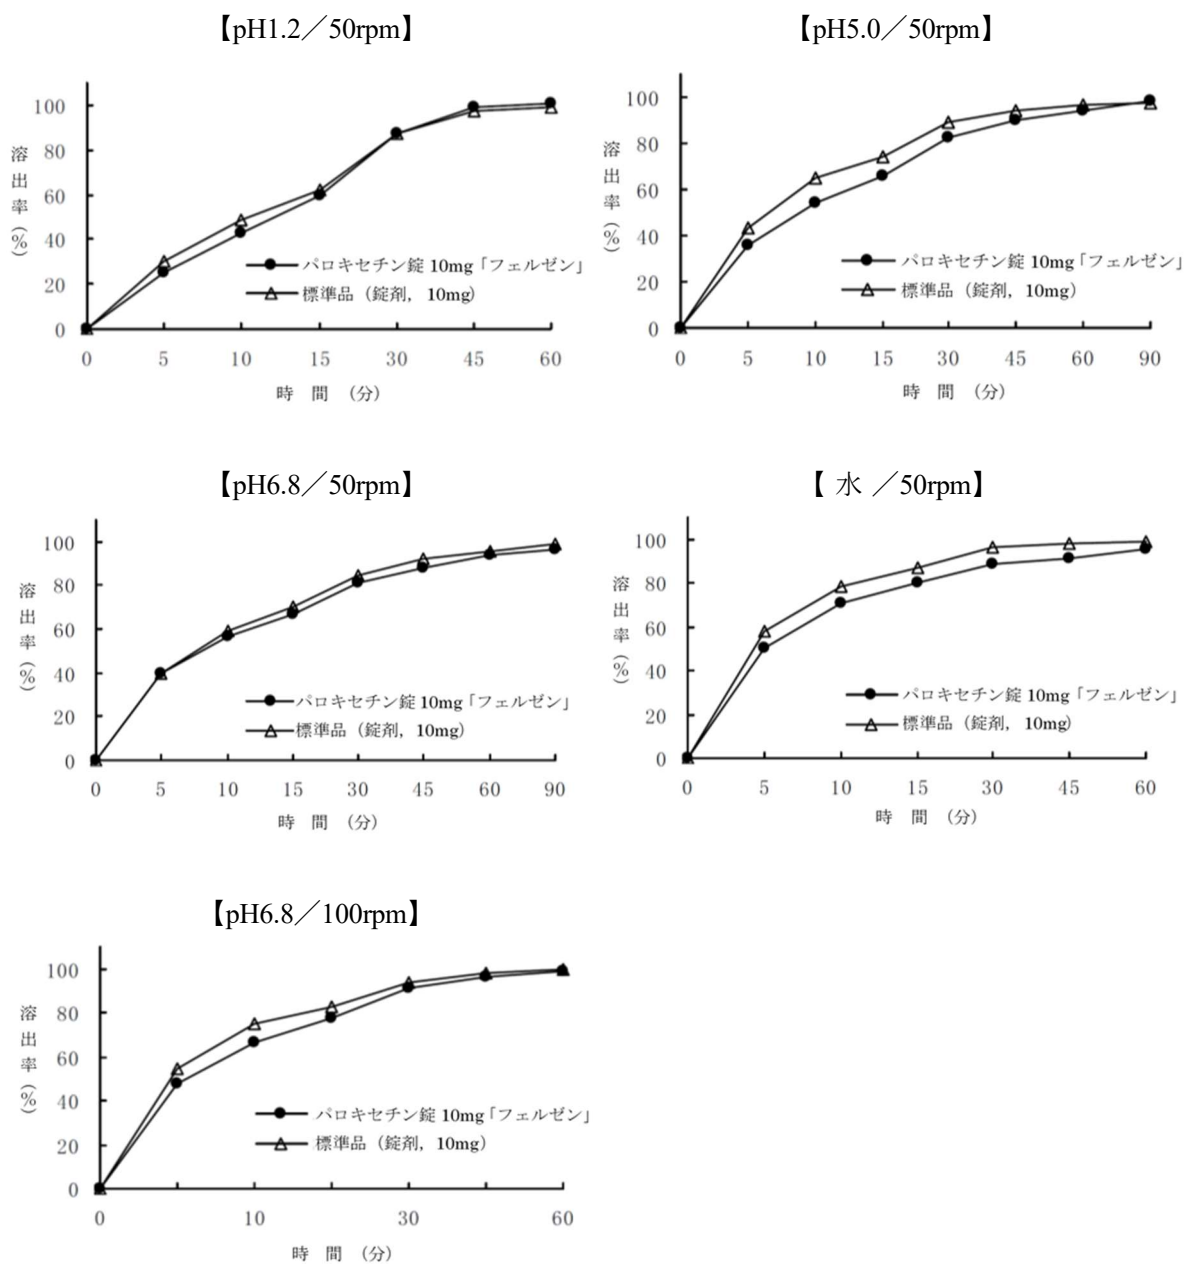 【pH1.2／50rpm】
100
80
60
40
20
0
溶出率(%)
パロキセチン錠 10mg「フェルゼン」
標準品（錠剤，10mg）
0 5 10 15 30 45 60
時 間 （分）
【pH5.0／50rpm】
100
80
60
40
20
0
溶出率(%)
パロキセチン錠 10mg「フェルゼン」
標準品（錠剤，10mg）
0 5 10 15 30 45 60 90
時 間 （分）
【pH6.8／50rpm】
100
80
60
40
20
0
溶出率(%)
パロキセチン錠 10mg「フェルゼン」
標準品（錠剤，10mg）
0 5 10 15 30 45 60 90
時 間 （分）
【 水 ／50rpm】
100
80
60
40
20
0
溶出率(%)
パロキセチン錠 10mg「フェルゼン」
標準品（錠剤，10mg）
0 5 10 15 30 45 60
時 間 （分）
【pH6.8／100rpm】
100
80
60
40
20
0
溶出率(%)
パロキセチン錠 10mg「フェルゼン」
標準品（錠剤，10mg）
0 10 30 60
時 間 （分）